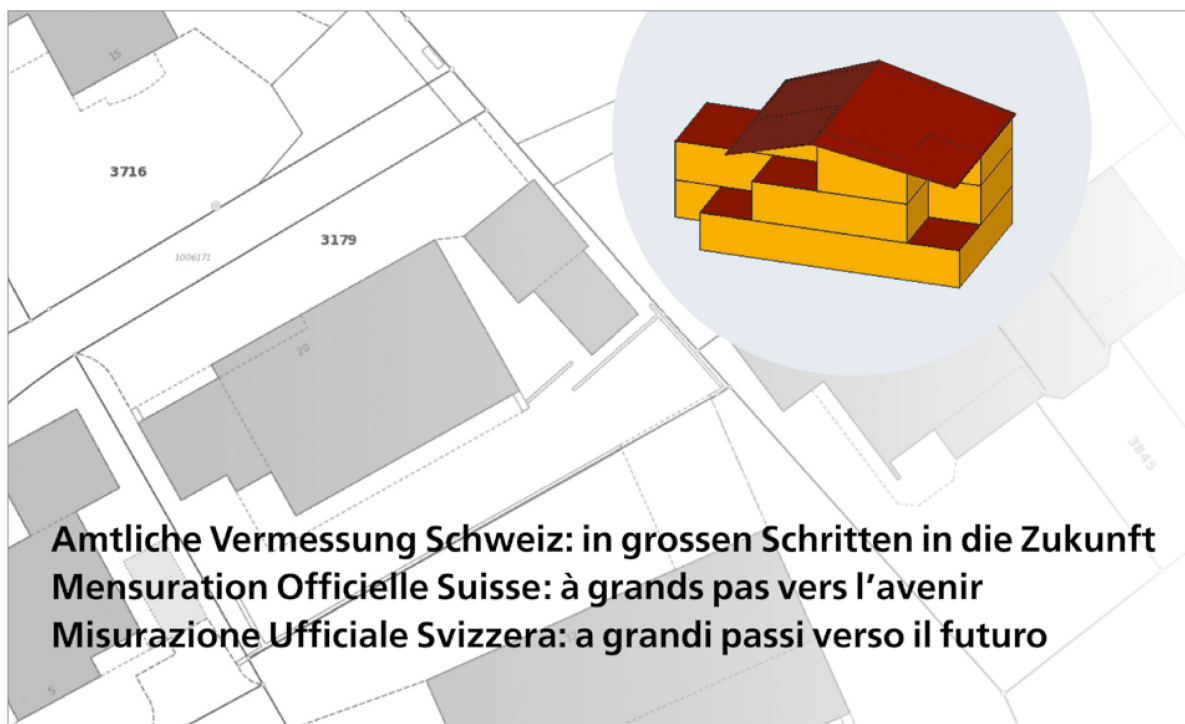 15
3716
3179
1006171
20
3845
Amtliche Vermessung Schweiz: in grossen Schritten in die Zukunft
Mensuration Officielle Suisse: à grands pas vers l’avenir
Misurazione Ufficiale Svizzera: a grandi passi verso il futuro
5